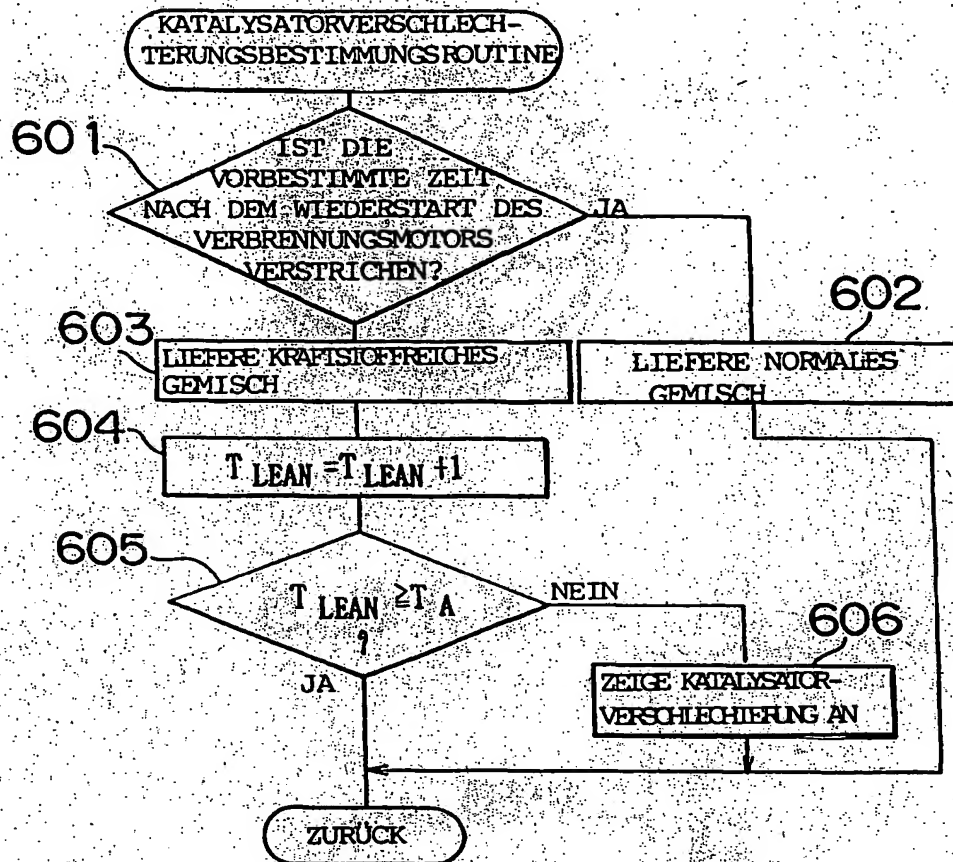 KATALYSATORVERSCHLECH-
TERUNGSBESTIMMUNGSROUTINE
601
IST DIE
VORBESTIMMTE ZEIT
NACH DEM WIEDERSTART DES
VERBRENNUNGSMOTORS
VERSTRICHEN?
JA
602
LIEFERE NORMALES
GEMISCH
603
LIEFERE KRAFTSTOFFREICHES
GEMISCH
604
T LEAN =T LEAN +1
605
T LEAN ≥T A
?
NEIN
JA
606
ZEIGE KATALYSATOR-
VERSCHLECHTERUNG AN
ZURÜCK